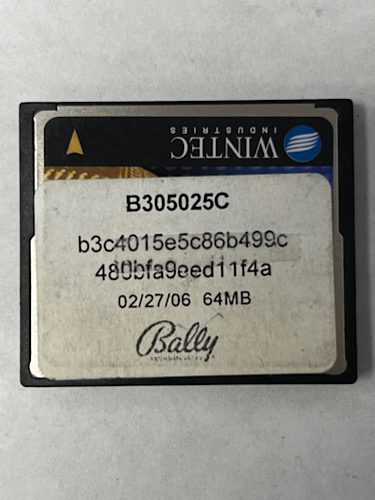 WINTEC
INDUSTRIES
B305025C
b3c4015e5c86b499c
480bfa9eed11f4a
02/27/06 64MB
Bally